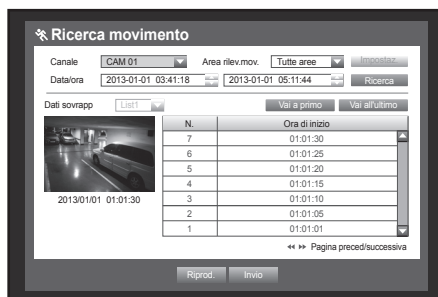 Ricerca movimento
Canale CAM 01 Area rilev.mov. Tutte aree Impostaz.
Data/ora 2013-01-01 03:41:18 2013-01-01 05:11:44 Ricerca
Dati sovrapp List1 Vai a primo Vai all'ultimo
N. Ora di inizio
7 01:01:30
6 01:01:25
5 01:01:20
4 01:01:15
3 01:01:10
2 01:01:05
1 01:01:01
2013/01/01 01:01:30
Pagina preced/successiva
Riprod. Invio